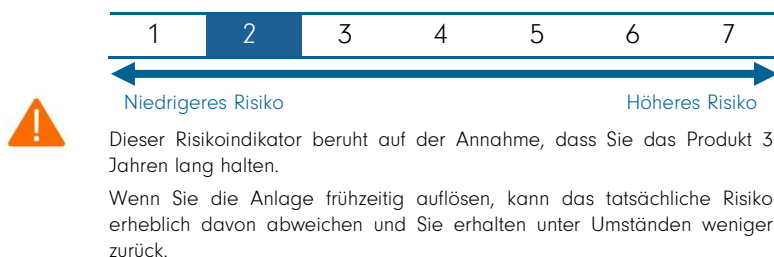 1 2 3 4 5 6 7
Niedrigeres Risiko Höheres Risiko
Dieser Risikoindikator beruht auf der Annahme, dass Sie das Produkt 3
Jahren lang halten.
Wenn Sie die Anlage frühzeitig auflösen, kann das tatsächliche Risiko
erheblich davon abweichen und Sie erhalten unter Umständen weniger
zurück.